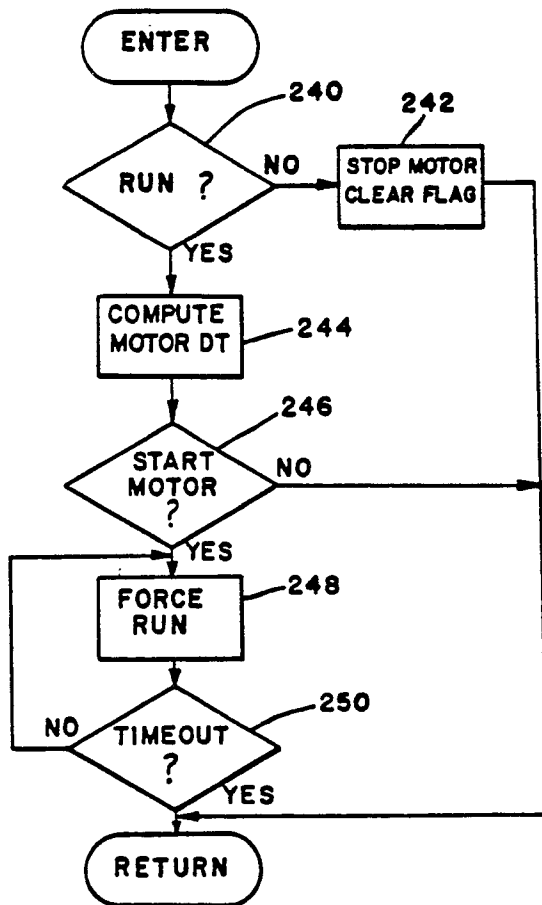 ENTER
240
242
RUN ?
NO
STOP MOTOR
CLEAR FLAG
YES
COMPUTE
MOTOR DT
244
246
START
MOTOR
?
NO
YES
FORCE
RUN
248
250
NO
TIMEOUT
?
YES
RETURN